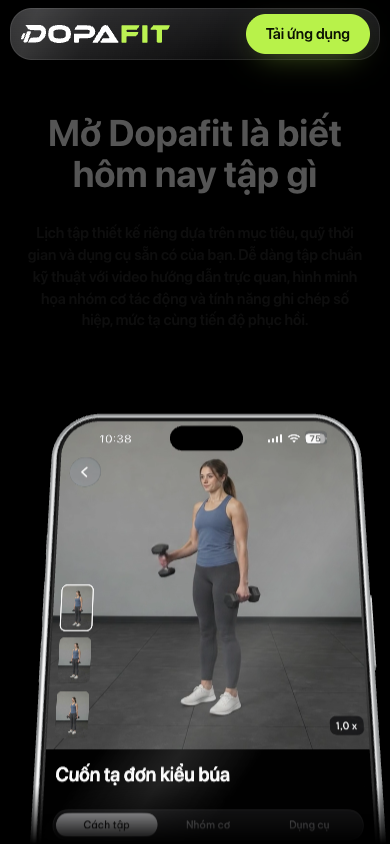 DOPAFIT
Tải ứng dụng
Mở Dopafit là biết
hôm nay tập gì
Lịch tập thiết kế riêng dựa trên mục tiêu, quỹ thời
gian và dụng cụ sẵn có của bạn. Dễ dàng tập chuẩn
kỹ thuật với video hướng dẫn trực quan, hình minh
họa nhóm cơ tác động và tính năng ghi chép số
hiệp, mức tạ cùng tiến độ phục hồi.
10:38
75
1,0 x
Cuốn tạ đơn kiểu búa
Cách tập
Nhóm cơ
Dụng cụ